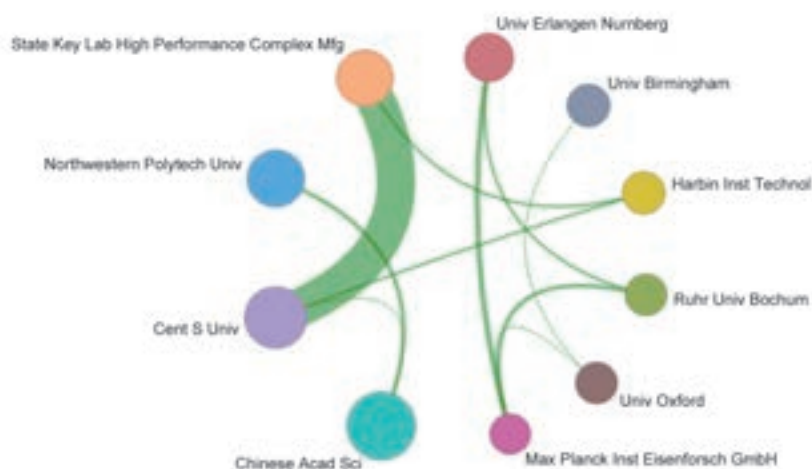 Univ Erlangen Nurnberg
State Key Lab High Performance Complex Mfg
Univ Birmingham
Northwestern Polytech Univ
Harbin Inst Technol
Ruhr Univ Bochum
Cent S Univ
Univ Oxford
Max Planck Inst Eisenforsch GmbH
Chinese Acad Sci